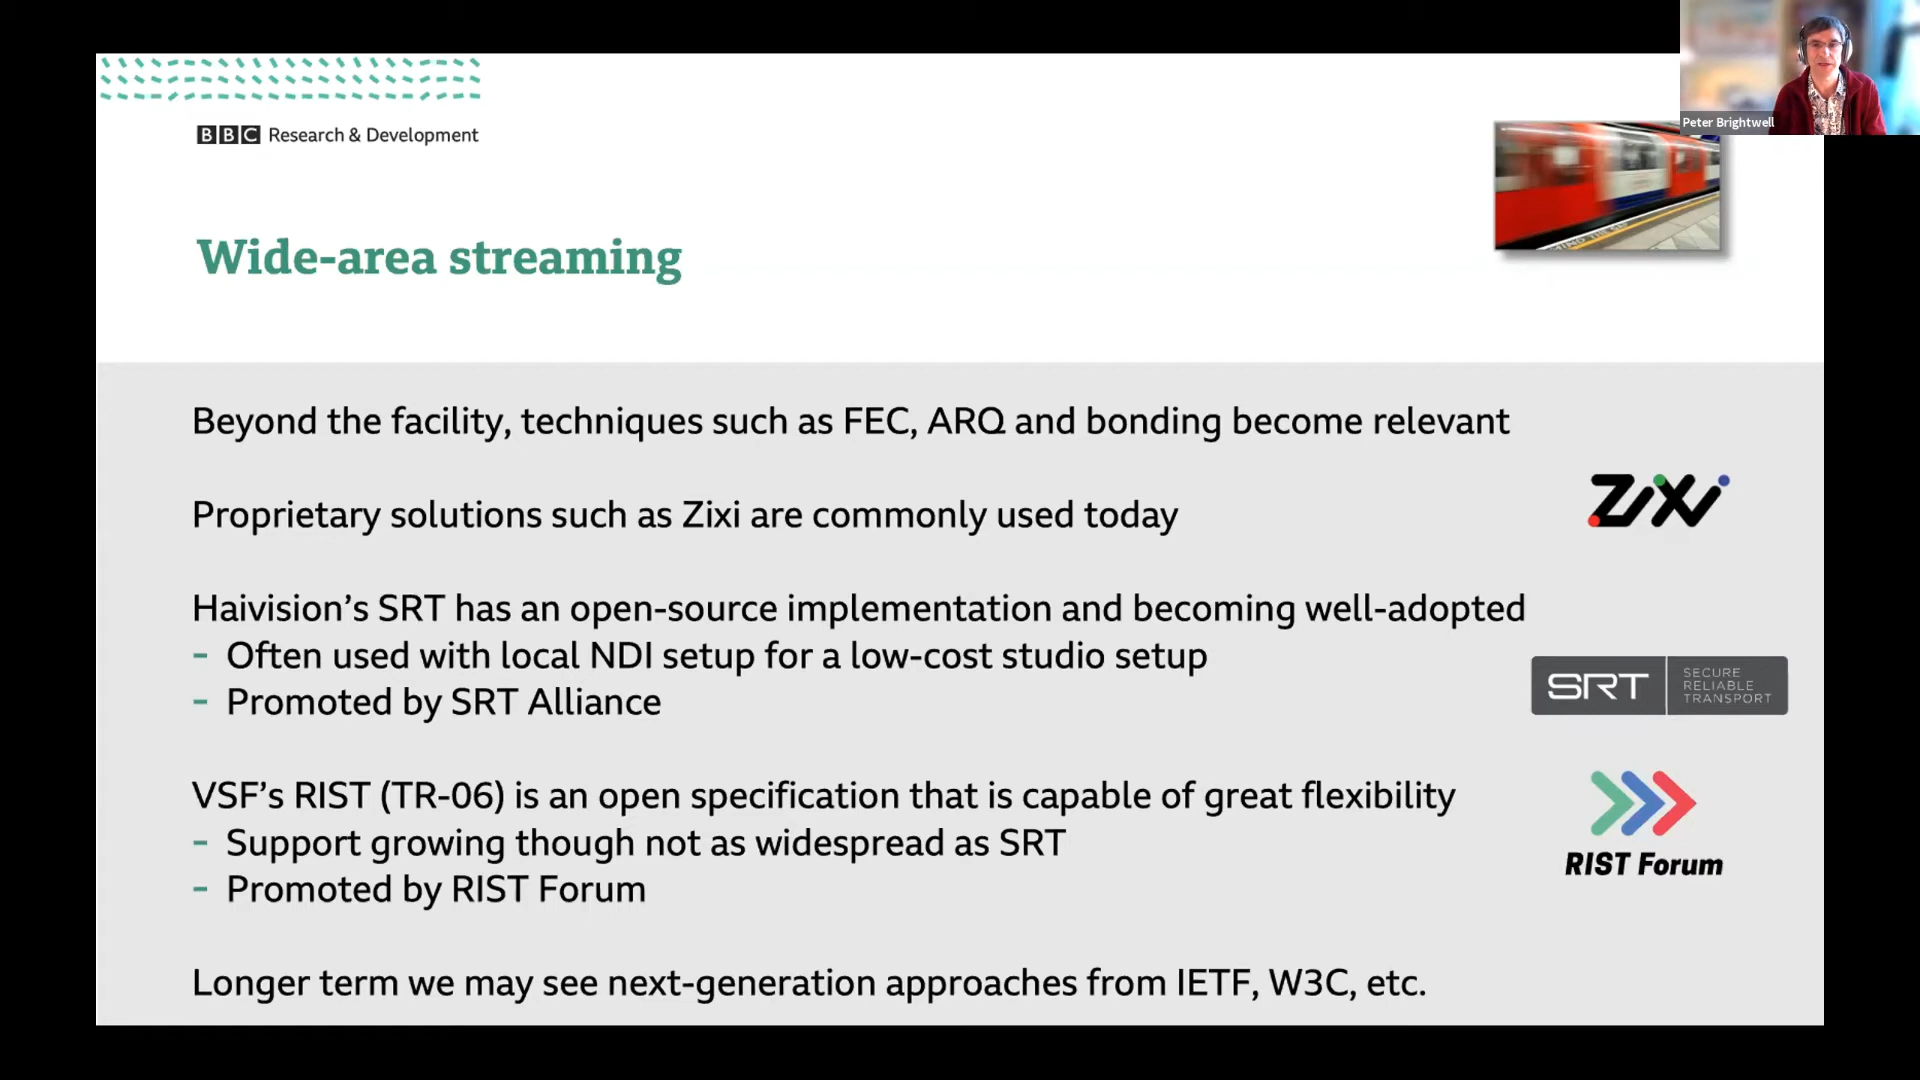 BBC Research & Development
Peter Brightwell
Wide-area streaming
Beyond the facility, techniques such as FEC, ARQ and bonding become relevant
Proprietary solutions such as Zixi are commonly used today
ZiXi
Haivision's SRT has an open-source implementation and becoming well-adopted
- Often used with local NDI setup for a low-cost studio setup
- Promoted by SRT Alliance
SRT
SECURE
RELIABLE
TRANSPORT
VSF's RIST (TR-06) is an open specification that is capable of great flexibility
- Support growing though not as widespread as SRT
- Promoted by RIST Forum
RIST Forum
Longer term we may see next-generation approaches from IETF, W3C, etc.